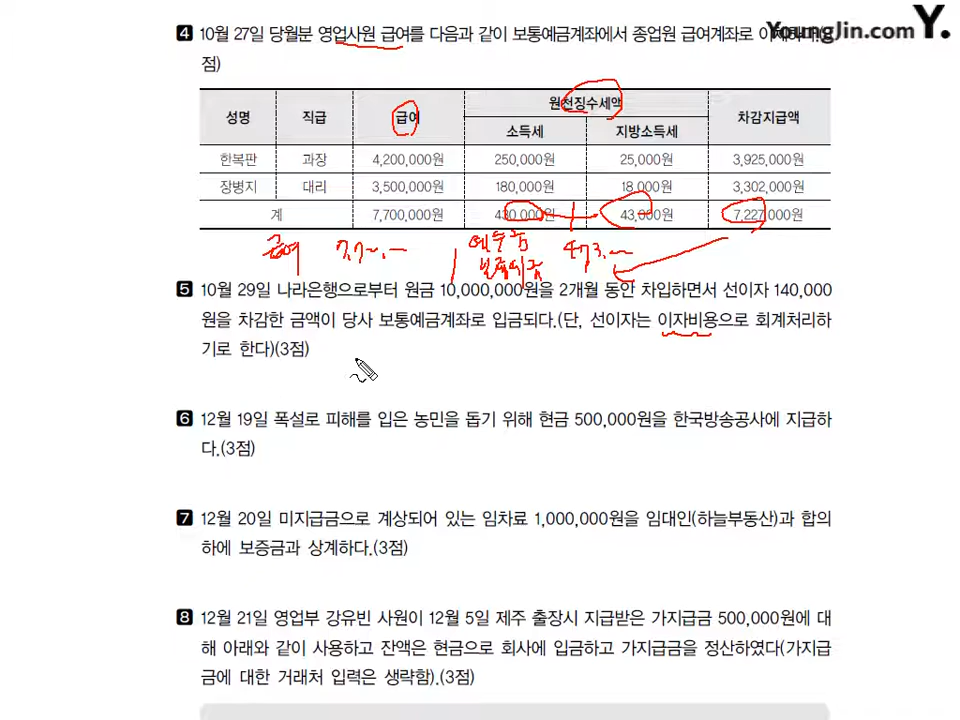 4 10월 27일 당월분 영업사원 급여를 다음과 같이 보통예금계좌에서 종업원 급여계좌로
점)
YoungJin.com Y.
성명 직급 급여 원천징수세액 차감지급액
소득세 지방소득세
한복판 과장 4,200,000원 250,000원 25,000원 3,925,000원
장병지 대리 3,500,000원 180,000원 18,000원 3,302,000원
계 7,700,000원 430,000원 43,000원 7,227,000원
급여 예수금
보통예금
5 10월 29일 나라은행으로부터 원금 10,000,000원을 2개월 동안 차입하면서 선이자 140,000
원을 차감한 금액이 당사 보통예금계좌로 입금되다.(단, 선이자는 이자비용으로 회계처리하
기로 한다)(3점)
6 12월 19일 폭설로 피해를 입은 농민을 돕기 위해 현금 500,000원을 한국방송공사에 지급하
다.(3점)
7 12월 20일 미지급금으로 계상되어 있는 임차료 1,000,000원을 임대인(하늘부동산)과 합의
하에 보증금과 상계하다.(3점)
8 12월 21일 영업부 강유빈 사원이 12월 5일 제주 출장시 지급받은 가지급금 500,000원에 대
해 아래와 같이 사용하고 잔액은 현금으로 회사에 입금하고 가지급금을 정산하였다(가지급
금에 대한 거래처 입력은 생략함).(3점)